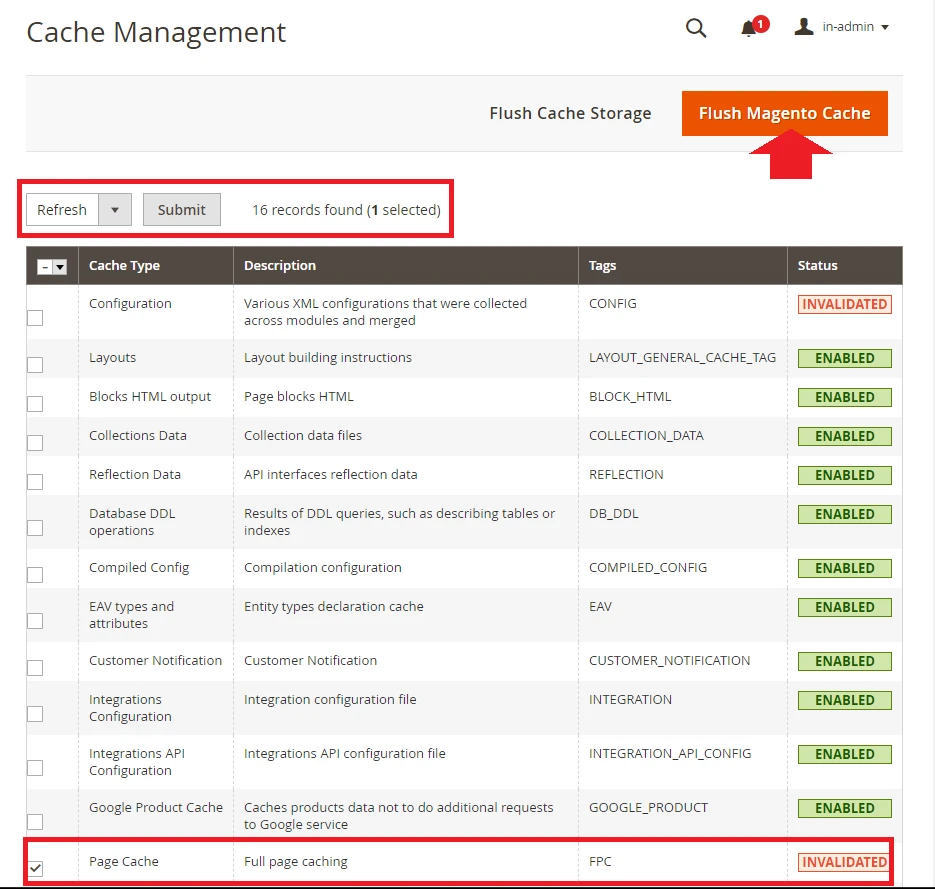 Cache Management
1
in-admin
Flush Cache Storage
Flush Magento Cache
Refresh
Submit
16 records found (1 selected)
Cache Type Description Tags Status
Configuration Various XML configurations that were collected CONFIG INVALIDATED
across modules and merged
Layouts Layout building instructions LAYOUT_GENERAL_CACHE_TAG ENABLED
Blocks HTML output Page blocks HTML BLOCK_HTML ENABLED
Collections Data Collection data files COLLECTION_DATA ENABLED
Reflection Data API interfaces reflection data REFLECTION ENABLED
Database DDL Results of DDL queries, such as describing tables or DB_DDL ENABLED
operations indexes
Compiled Config Compilation configuration COMPILED_CONFIG ENABLED
EAV types and Entity types declaration cache EAV ENABLED
attributes
Customer Notification Customer Notification CUSTOMER_NOTIFICATION ENABLED
Integrations Integration configuration file INTEGRATION ENABLED
Configuration
Integrations API Integrations API configuration file INTEGRATION_API_CONFIG ENABLED
Configuration
Google Product Cache Caches products data not to do additional requests GOOGLE_PRODUCT ENABLED
to Google service
Page Cache Full page caching FPC INVALIDATED